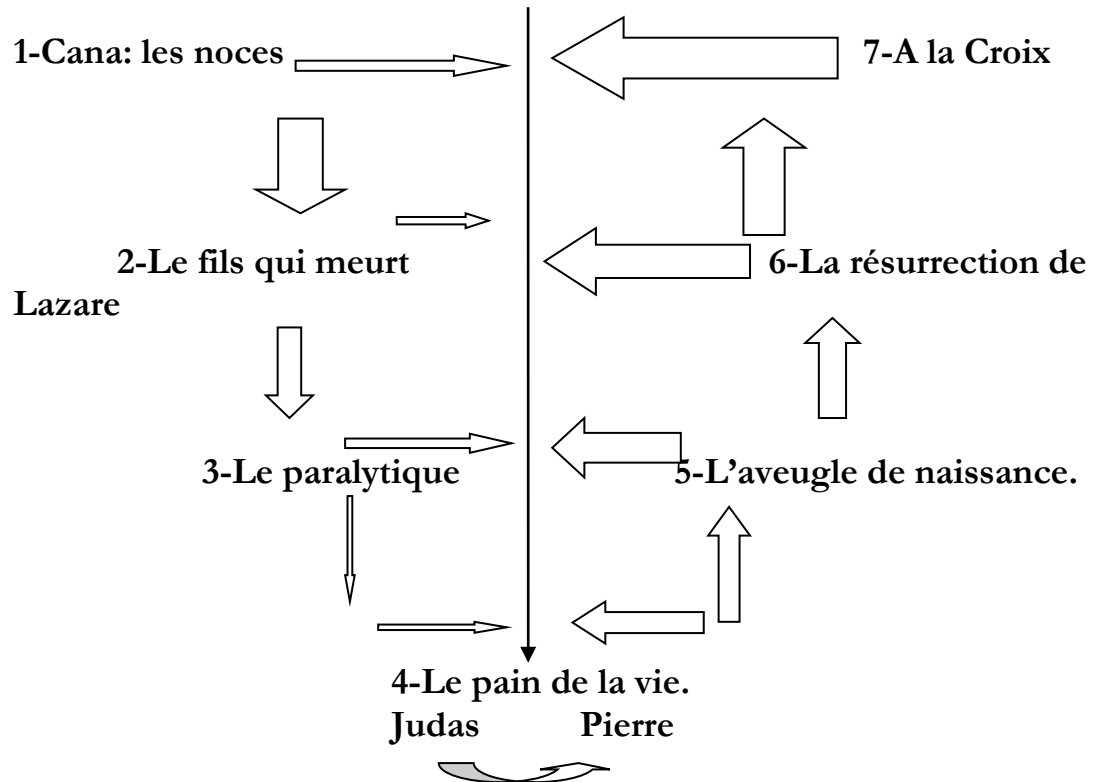 1-Cana: les noces 7-A la Croix
2-Le fils qui meurt 6-La résurrection de
Lazare
3-Le paralytique 5-L’aveugle de naissance.
4-Le pain de la vie.
Judas Pierre